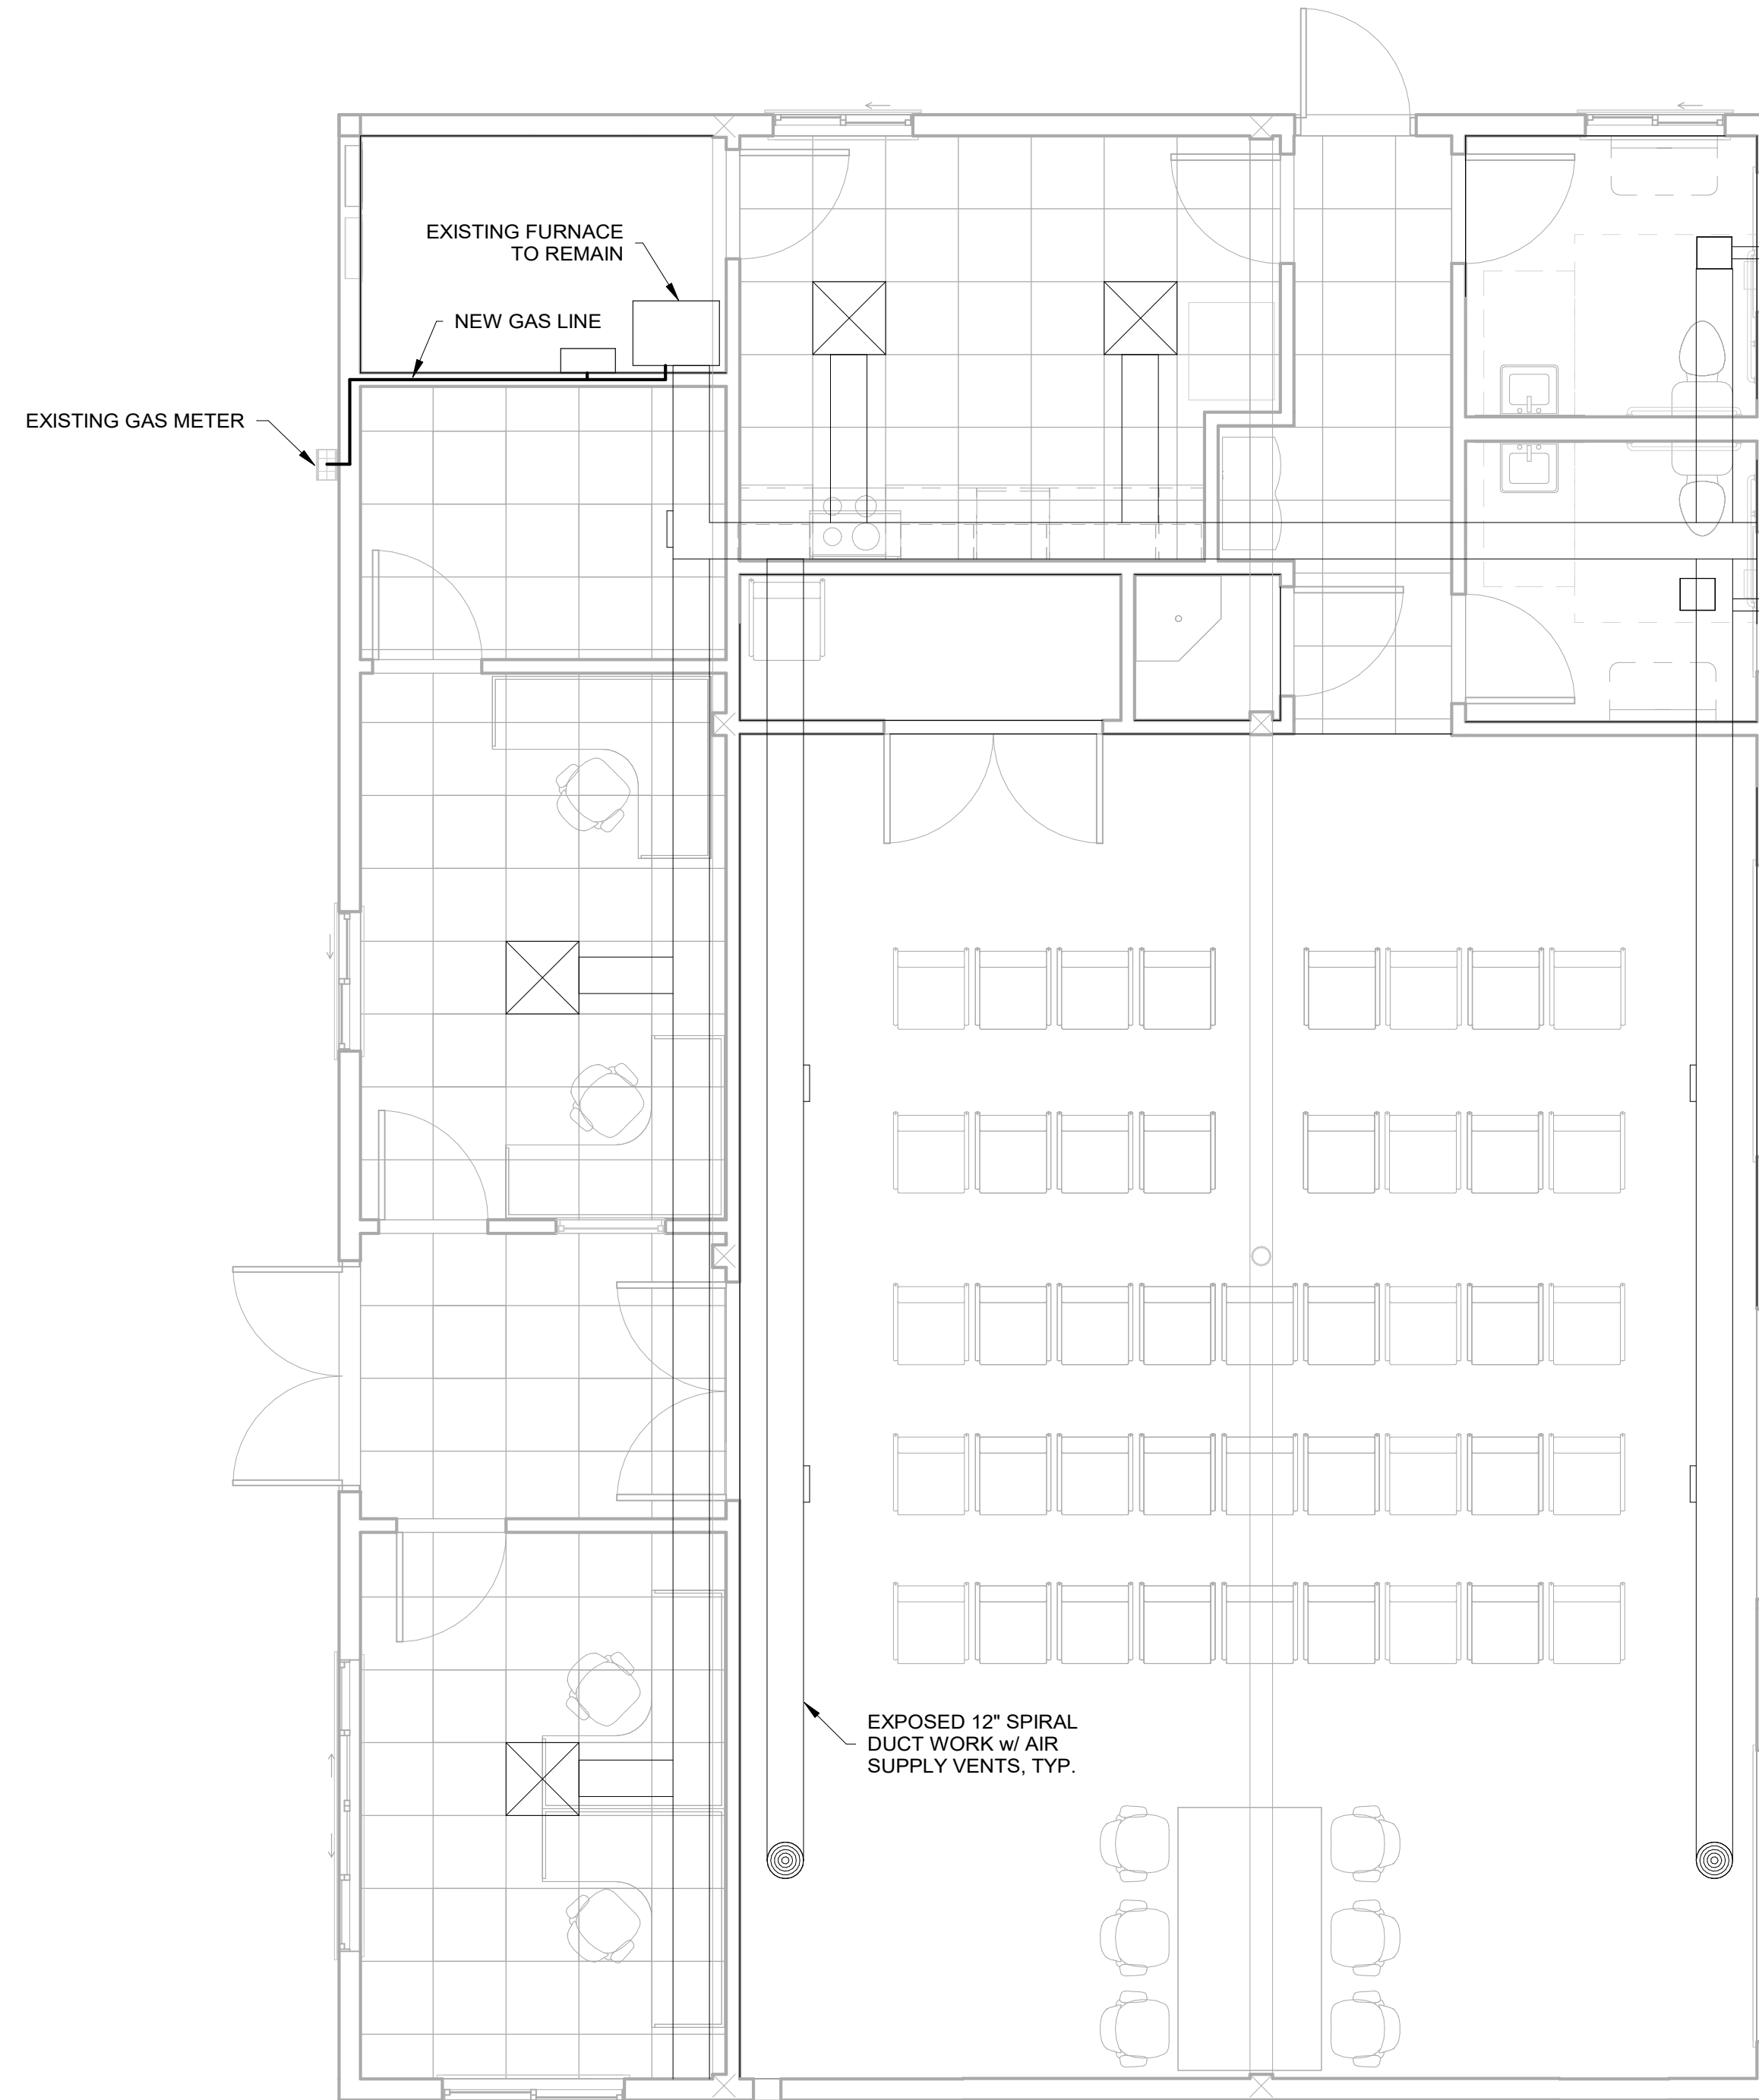 EXISTING FURNACE
TO REMAIN
NEW GAS LINE
EXISTING GAS METER
EXPOSED 12" SPIRAL
DUCT WORK w/ AIR
SUPPLY VENTS, TYP.